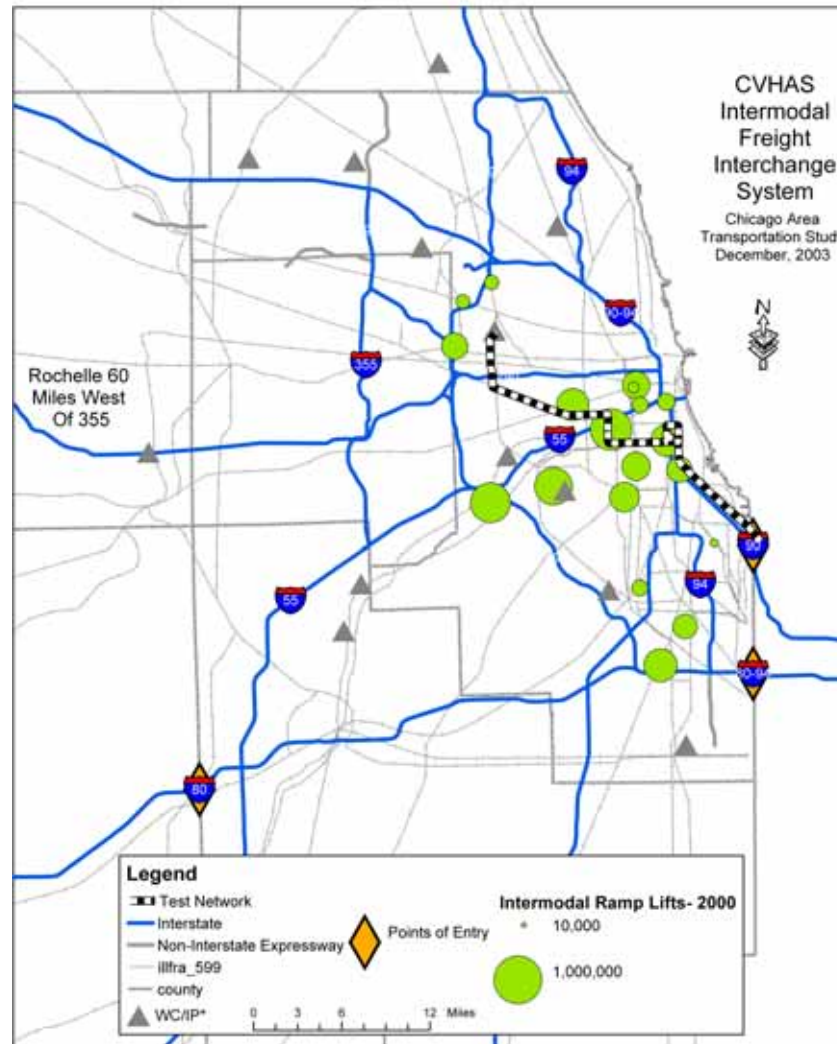 CVHAS
Intermodal
Freight
Interchange
System
Chicago Area
Transportation Study
December, 2003
N
94
90-94
355
Rochelle 60
Miles West
Of 355
55
90
55
94
80-94
80
Legend
Test Network
Interstate
Non-Interstate Expressway
illfra_599
county
WC/IP*
Points of Entry
0 3 6 12 Miles
Intermodal Ramp Lifts- 2000
10,000
1,000,000